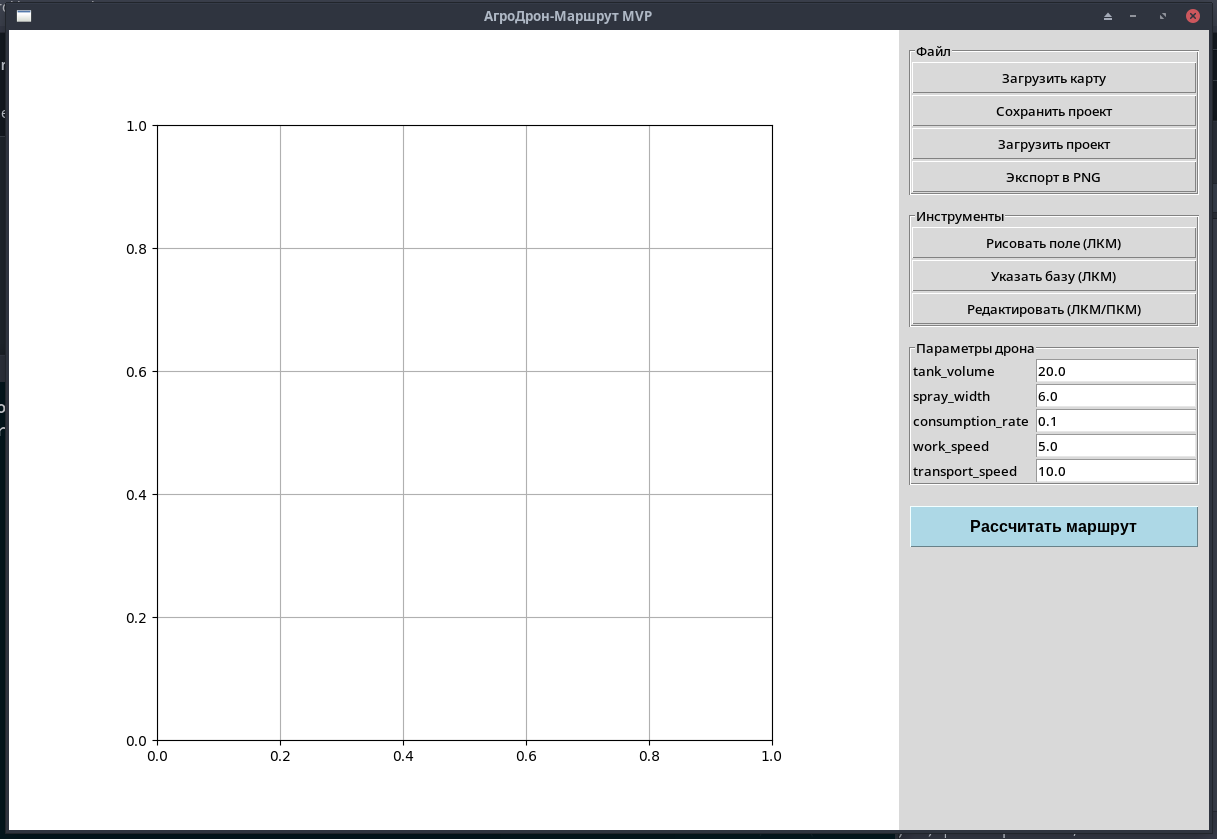 АгроДрон-Маршрут MVP
1.0
0.8
0.6
0.4
0.2
0.0
0.0 0.2 0.4 0.6 0.8 1.0
Файл
Загрузить карту
Сохранить проект
Загрузить проект
Экспорт в PNG
Инструменты
Рисовать поле (ЛКМ)
Указать базу (ЛКМ)
Редактировать (ЛКМ/ПКМ)
Параметры дрона
tank_volume 20.0
spray_width 6.0
consumption_rate 0.1
work_speed 5.0
transport_speed 10.0
Рассчитать маршрут